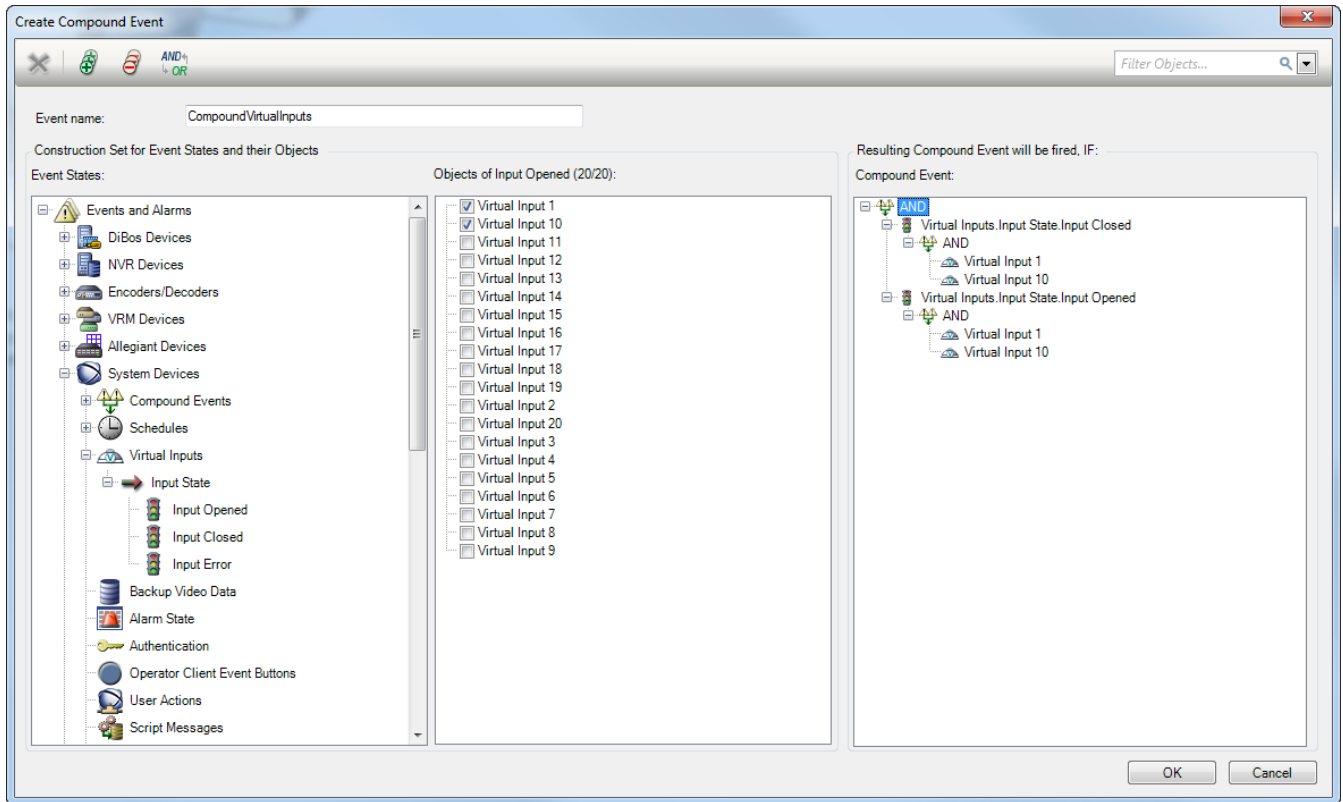 Create Compound Event
AND
OR
Filter Objects...
Event name:
CompoundVirtualInputs
Construction Set for Event States and their Objects
Event States:
Events and Alarms
DiBos Devices
NVR Devices
Encoders/Decoders
VRM Devices
Allegiant Devices
System Devices
Compound Events
Schedules
Virtual Inputs
Input State
Input Opened
Input Closed
Input Error
Backup Video Data
Alarm State
Authentication
Operator Client Event Buttons
User Actions
Script Messages
Objects of Input Opened (20/20):
Virtual Input 1
Virtual Input 10
Virtual Input 11
Virtual Input 12
Virtual Input 13
Virtual Input 14
Virtual Input 15
Virtual Input 16
Virtual Input 17
Virtual Input 18
Virtual Input 19
Virtual Input 2
Virtual Input 20
Virtual Input 3
Virtual Input 4
Virtual Input 5
Virtual Input 6
Virtual Input 7
Virtual Input 8
Virtual Input 9
Resulting Compound Event will be fired, IF:
Compound Event:
AND
Virtual Inputs.Input State.Input Closed
AND
Virtual Input 1
Virtual Input 10
Virtual Inputs.Input State.Input Opened
AND
Virtual Input 1
Virtual Input 10
OK
Cancel